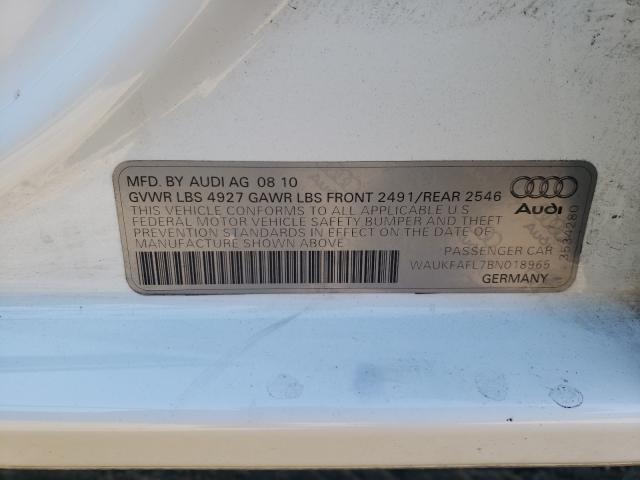 MFD. BY AUDI AG 08 10
GVWR LBS 4927 GAWR LBS FRONT 2491/REAR 2546
THIS VEHICLE CONFORMS TO ALL APPLICABLE U S
FEDERAL MOTOR VEHICLE SAFETY BUMPER AND THEFT
PREVENTION STANDARDS IN EFFECT ON THE DATE OF
MANUFACTURE SHOWN ABOVE
PASSENGER CAR
WAUKFAFL7BN018965
GERMANY
Audi